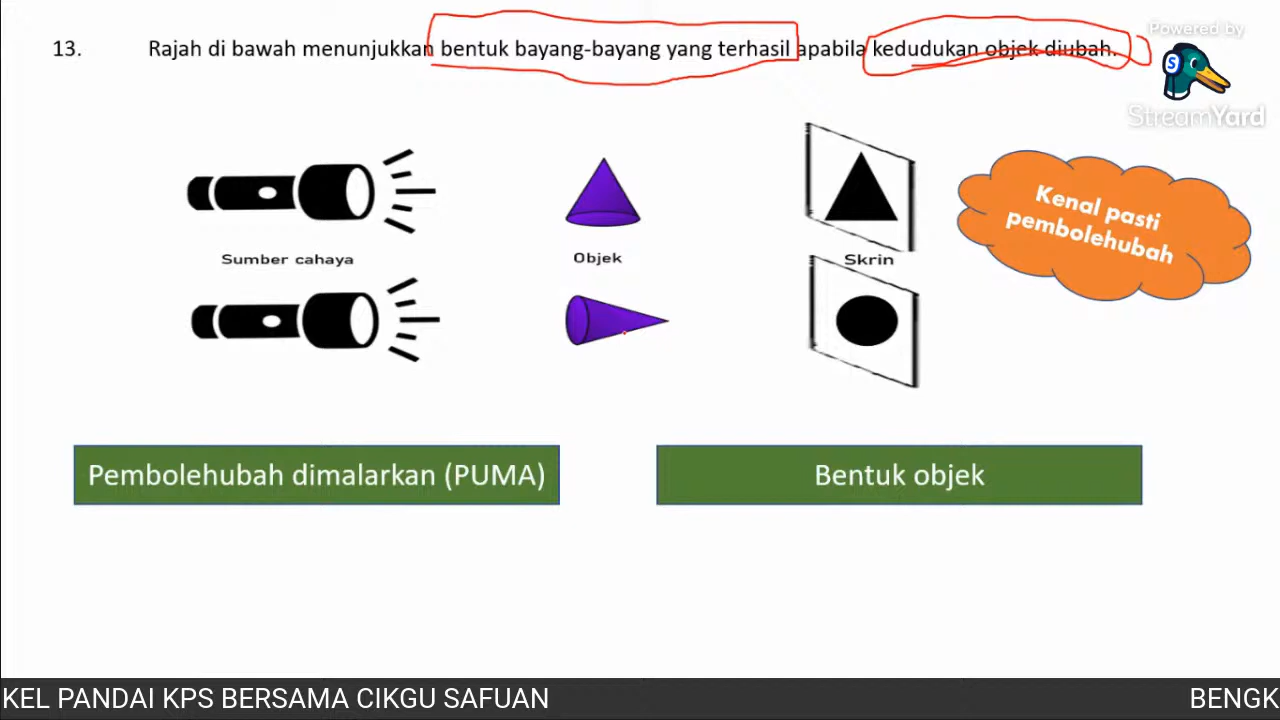 Powered by
13. Rajah di bawah menunjukkan bentuk bayang-bayang yang terhasil apabila kedudukan objek diubah.
S
StreamYard
Kenal pasti
pembolehubah
Sumber cahaya
Objek
Skrin
Pembolehubah dimalarkan (PUMA)
Bentuk objek
KEL PANDAI KPS BERSAMA CIKGU SAFUAN
BENGK